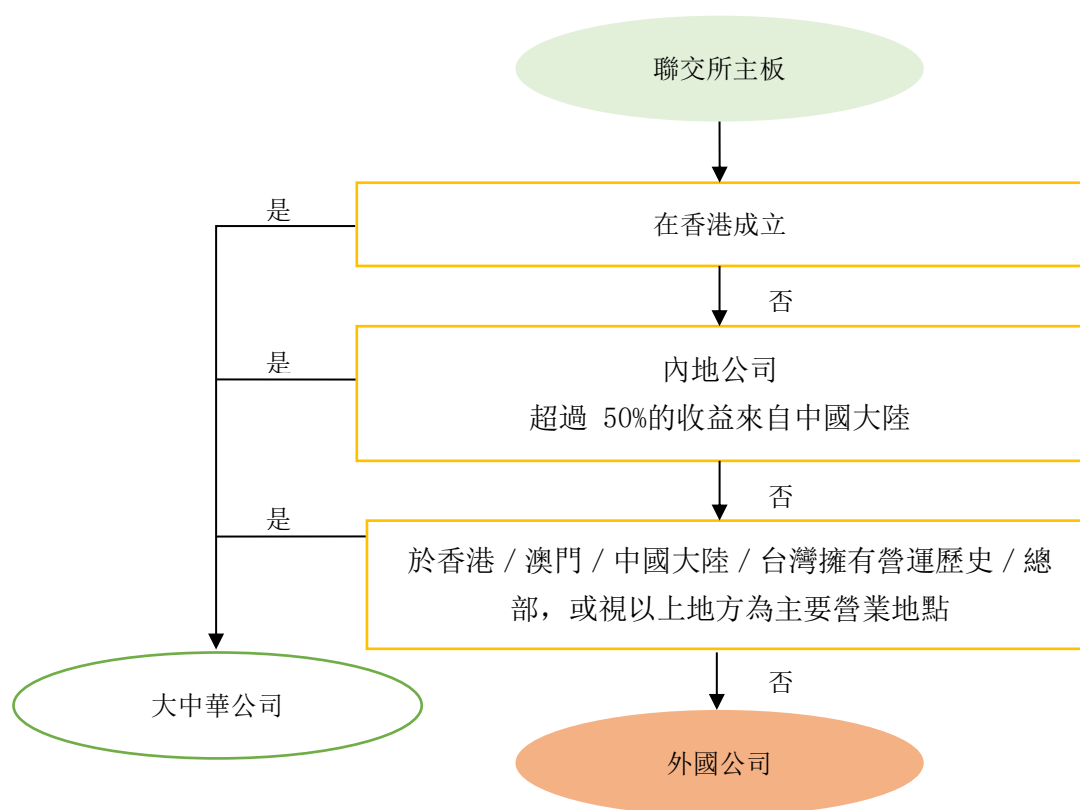 聯交所主板
是
在香港成立
否
是
內地公司
超過 50%的收益來自中國大陸
否
是
於香港／澳門／中國大陸／台灣擁有營運歷史／總
部，或視以上地方為主要營業地點
否
大中華公司
外國公司